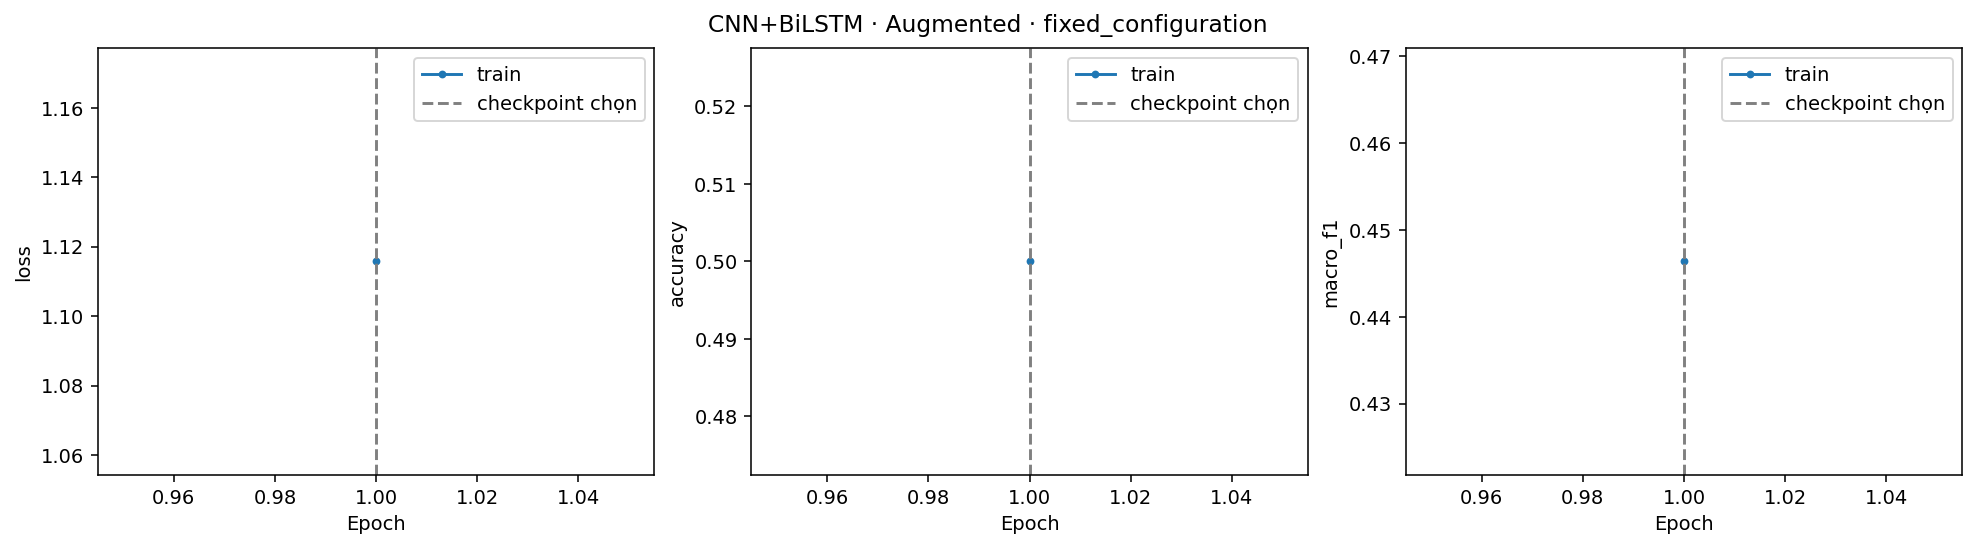 CNN+BiLSTM · Augmented · fixed_configuration
loss
1.16
1.14
1.12
1.10
1.08
1.06
0.96 0.98 1.00 1.02 1.04
Epoch
train
checkpoint chọn
accuracy
0.52
0.51
0.50
0.49
0.48
0.96 0.98 1.00 1.02 1.04
Epoch
train
checkpoint chọn
macro_f1
0.47
0.46
0.45
0.44
0.43
0.96 0.98 1.00 1.02 1.04
Epoch
train
checkpoint chọn